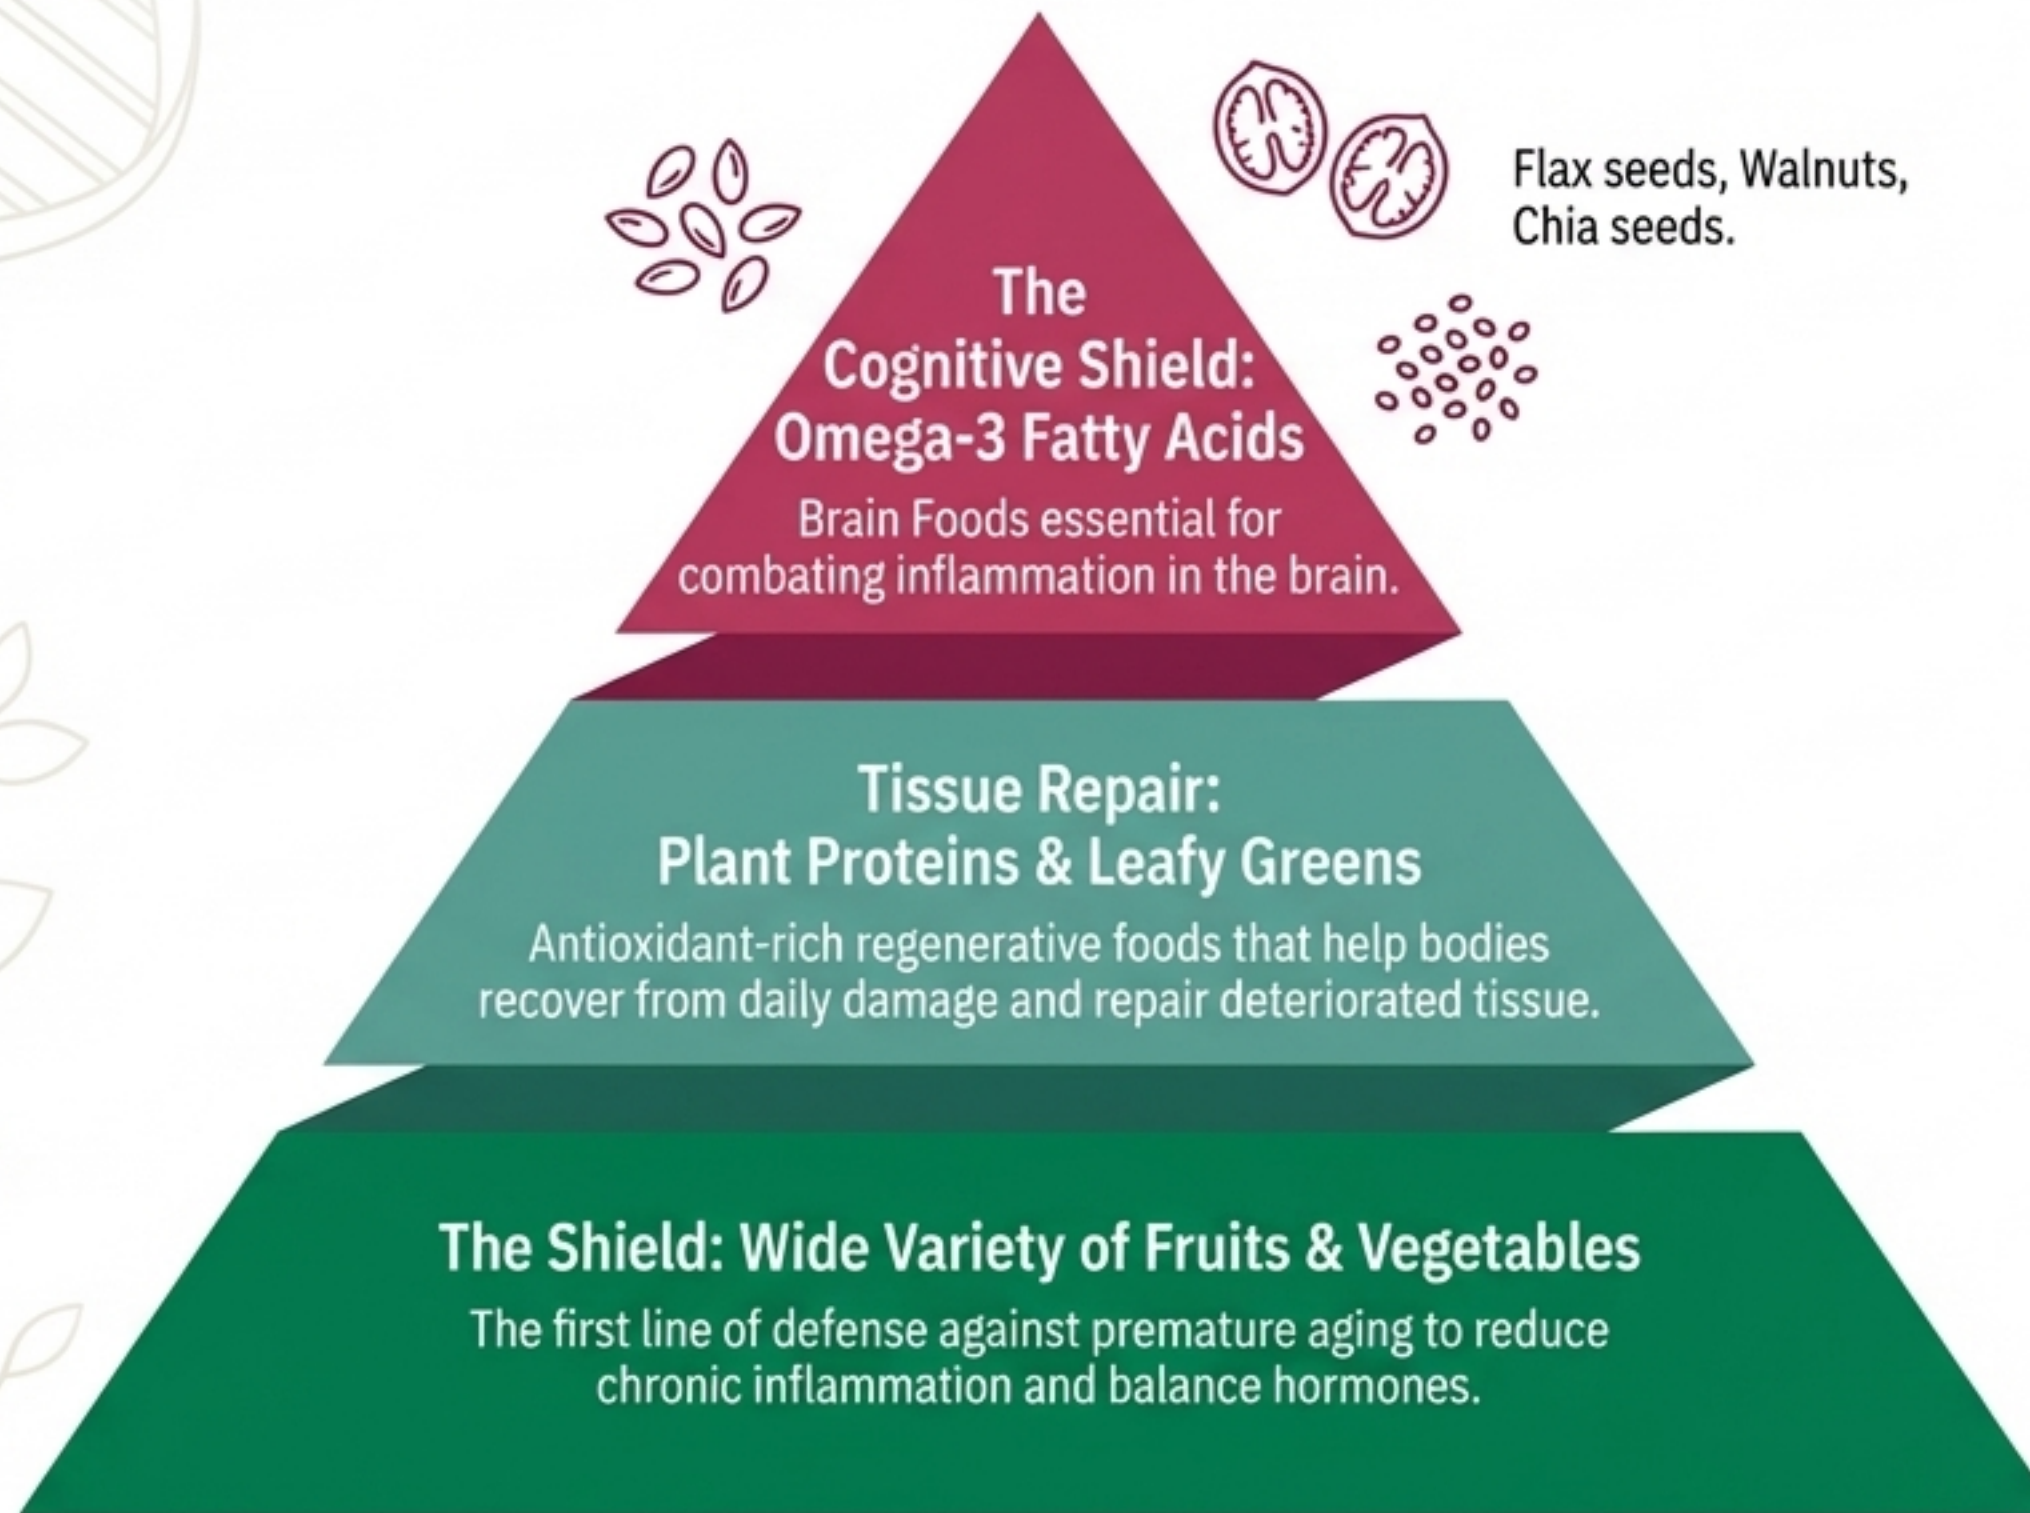 Flax seeds, Walnuts,
Chia seeds.
The
Cognitive Shield:
Omega-3 Fatty Acids
Brain Foods essential for
combating inflammation in the brain.
Tissue Repair:
Plant Proteins & Leafy Greens
Antioxidant-rich regenerative foods that help bodies
recover from daily damage and repair deteriorated tissue.
The Shield: Wide Variety of Fruits & Vegetables
The first line of defense against premature aging to reduce
chronic inflammation and balance hormones.